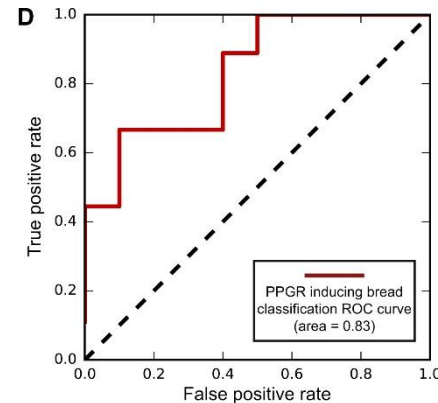 D
True positive rate
1.0
0.8
0.6
0.4
0.2
0.0
PPGR inducing bread
classification ROC curve
(area = 0.83)
0.0 0.2 0.4 0.6 0.8 1.0
False positive rate